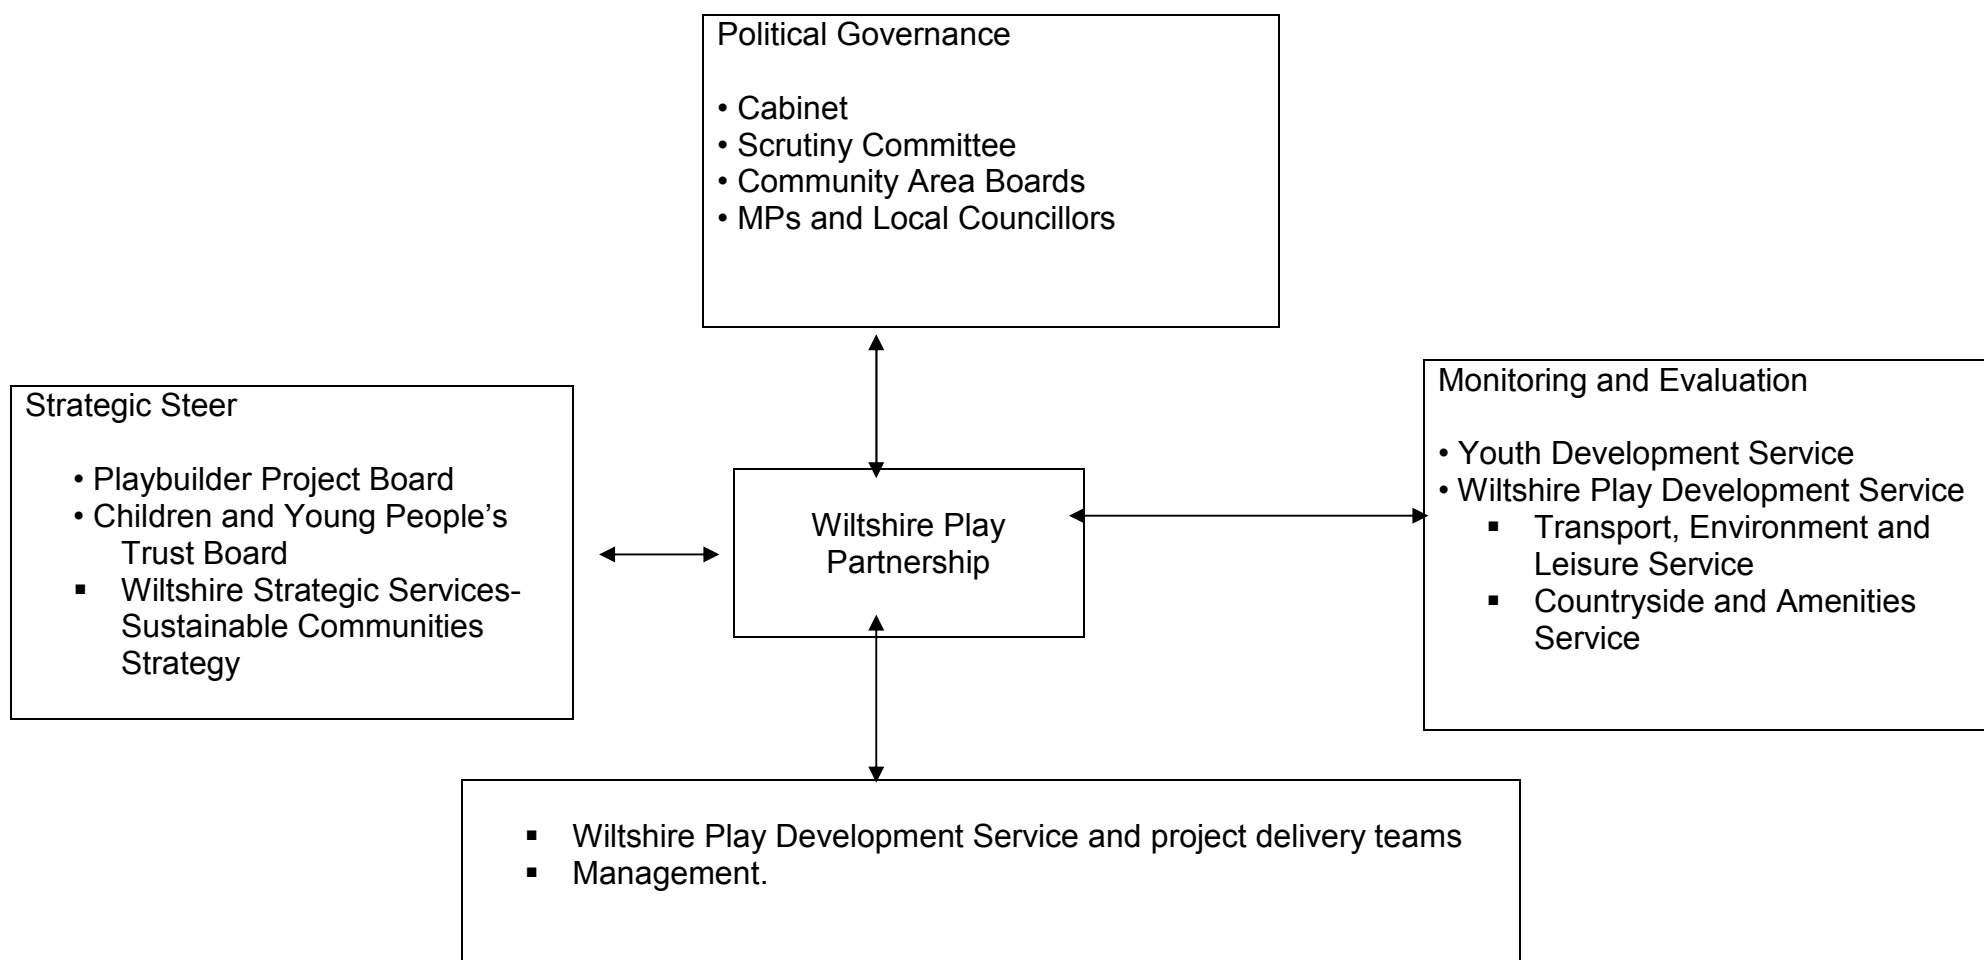 Political Governance
• Cabinet
• Scrutiny Committee
• Community Area Boards
• MPs and Local Councillors
Strategic Steer
• Playbuilder Project Board
• Children and Young People’s
Trust Board
▪ Wiltshire Strategic Services-
Sustainable Communities
Strategy
Wiltshire Play
Partnership
Monitoring and Evaluation
• Youth Development Service
• Wiltshire Play Development Service
▪ Transport, Environment and
Leisure Service
▪ Countryside and Amenities
Service
▪ Wiltshire Play Development Service and project delivery teams
▪ Management.